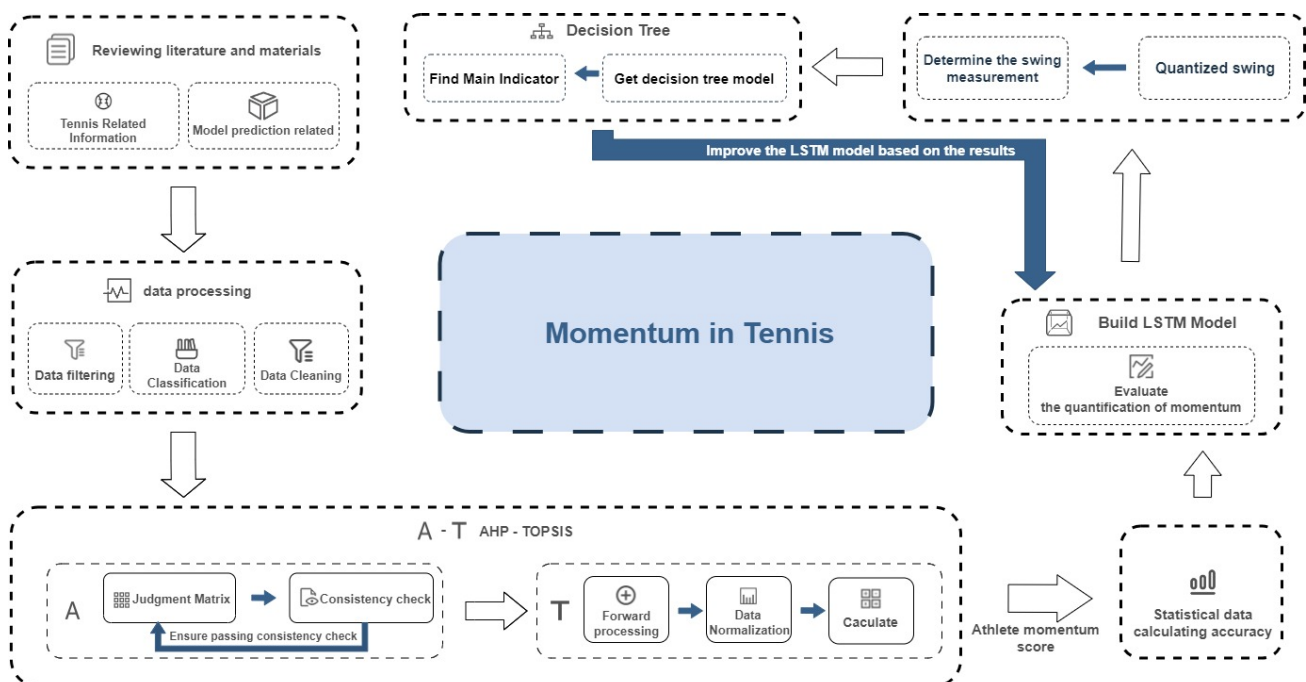 Reviewing literature and materials
Tennis Related
Information
Model prediction related
data processing
Data filtering
Data
Classification
Data Cleaning
A - T AHP - TOPSIS
A
Judgment Matrix
Consistency check
Ensure passing consistency check
T
Forward
processing
Data
Normalization
Caculate
Athlete momentum
score
Statistical data
calculating accuracy
Build LSTM Model
Evaluate
the quantification of momentum
Quantized swing
Determine the swing
measurement
Decision Tree
Get decision tree model
Find Main Indicator
Improve the LSTM model based on the results
Momentum in Tennis